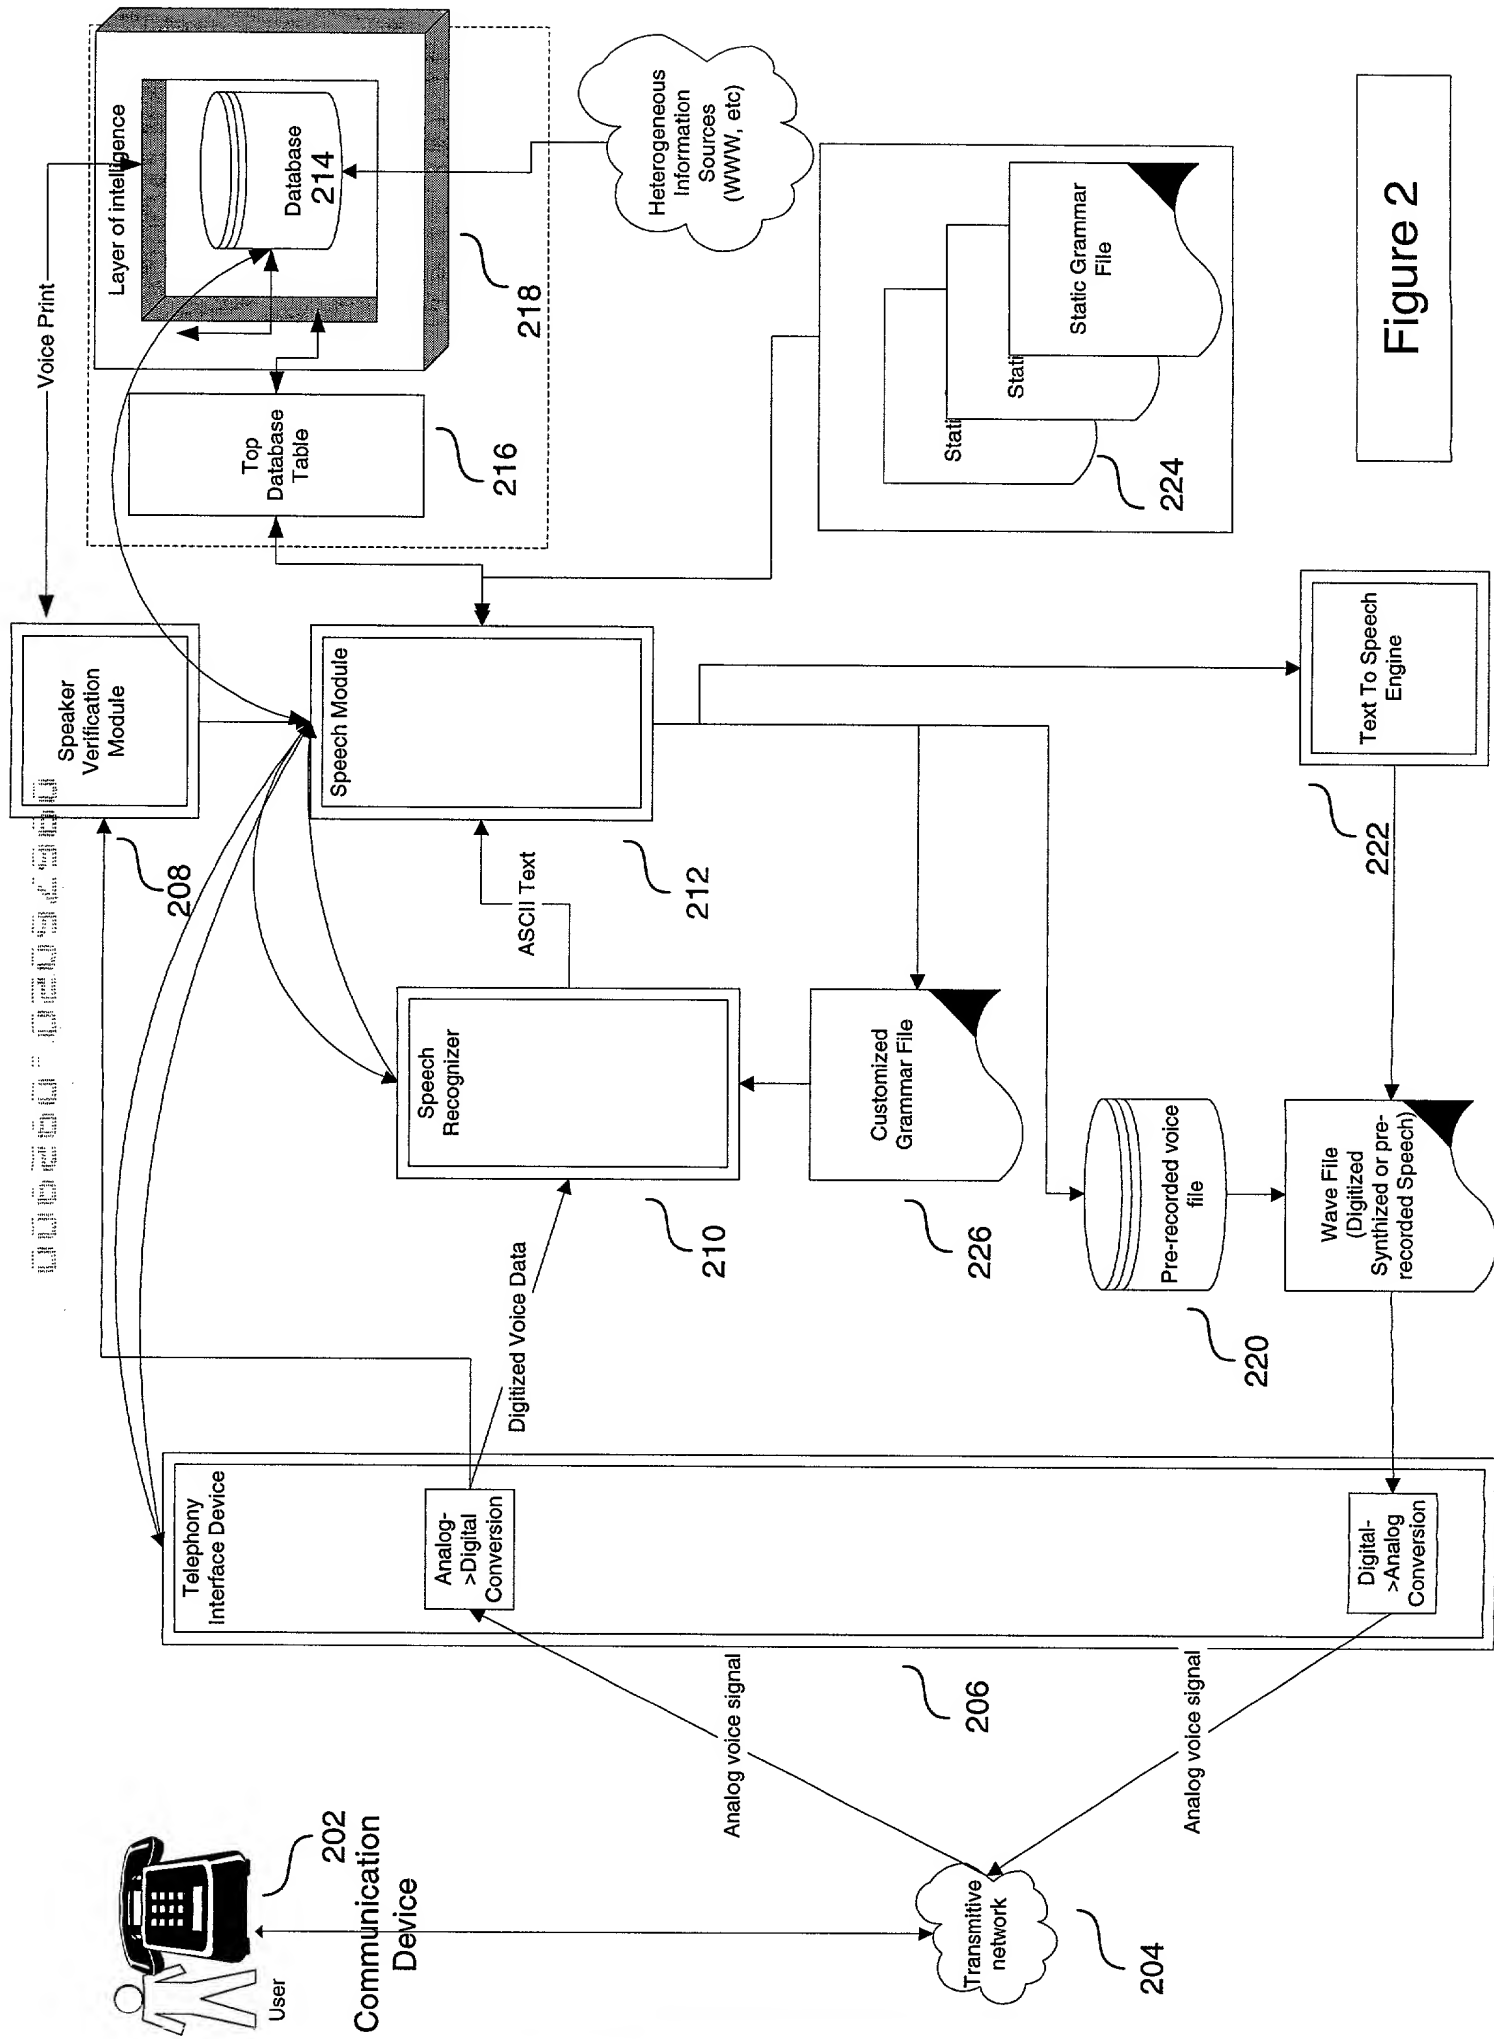 Voice Print
Layer of intelligence
Database
214
218
Top
Database
Table
216
Heterogeneous
Information
Sources
(WWW, etc)
Stati
Stati
Static Grammar
File
224
Speaker
Verification
Module
208
Speech Module
212
ASCII Text
Speech
Recognizer
210
Digitized Voice Data
Customized
Grammar File
226
Pre-recorded voice
file
220
Text To Speech
Engine
222
Wave File
(Digitized
Synthized or pre-
recorded Speech)
Telephony
Interface Device
Analog-
>Digital
Conversion
Digital-
>Analog
Conversion
206
Analog voice signal
Analog voice signal
User
202
Communication
Device
Transmitive
network
204
Figure 2